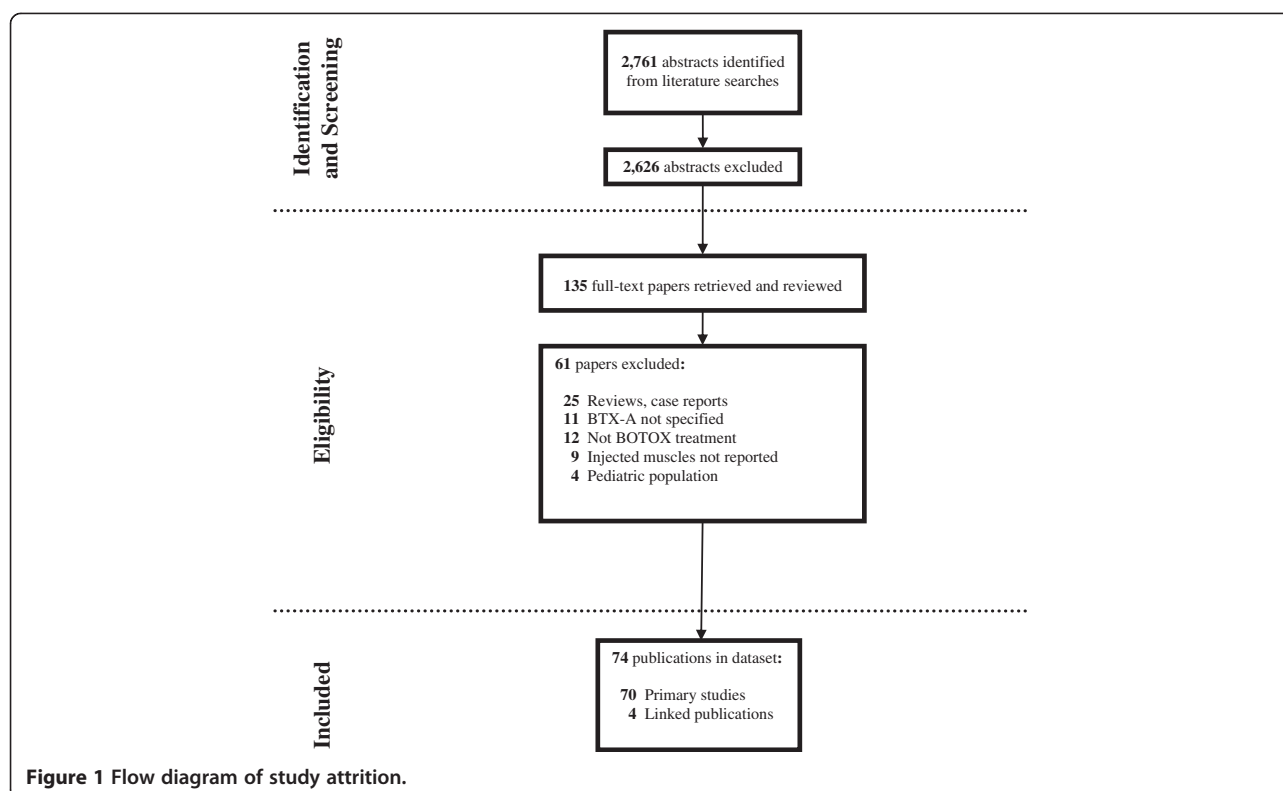 Identification
and Screening
2,761 abstracts identified
from literature searches
2,626 abstracts excluded
Eligibility
135 full-text papers retrieved and reviewed
61 papers excluded:
25 Reviews, case reports
11 BTX-A not specified
12 Not BOTOX treatment
9 Injected muscles not reported
4 Pediatric population
Included
74 publications in dataset:
70 Primary studies
4 Linked publications
Figure 1 Flow diagram of study attrition.